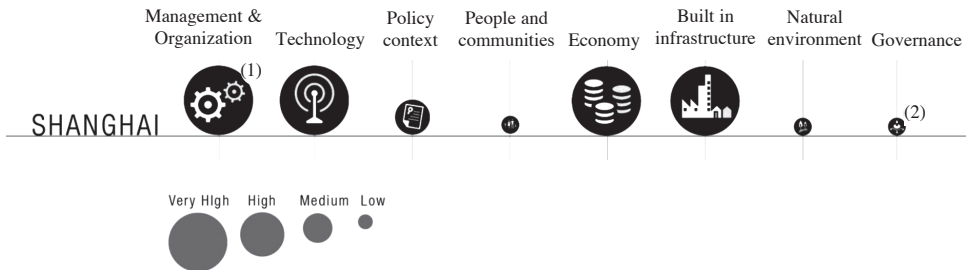 Management &
Organization
Technology
Policy
context
People and
communities
Economy
Built in
infrastructure
Natural
environment
Governance
(1)
P
(2)
SHANGHAI
Very HIgh
High
Medium
Low